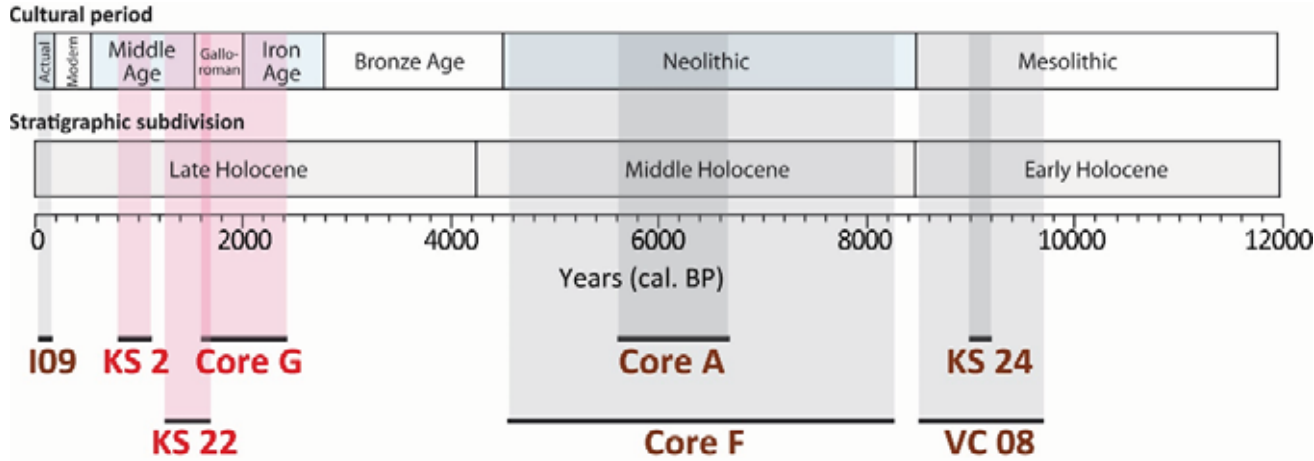 Cultural period
Actual
Modern
Middle
Age
Gallo-
roman
Iron
Age
Bronze Age
Neolithic
Mesolithic
Stratigraphic subdivision
Late Holocene
Middle Holocene
Early Holocene
0 2000 4000 6000 8000 10000 12000
Years (cal. BP)
I09 KS 2 Core G Core A KS 24
KS 22 Core F VC 08